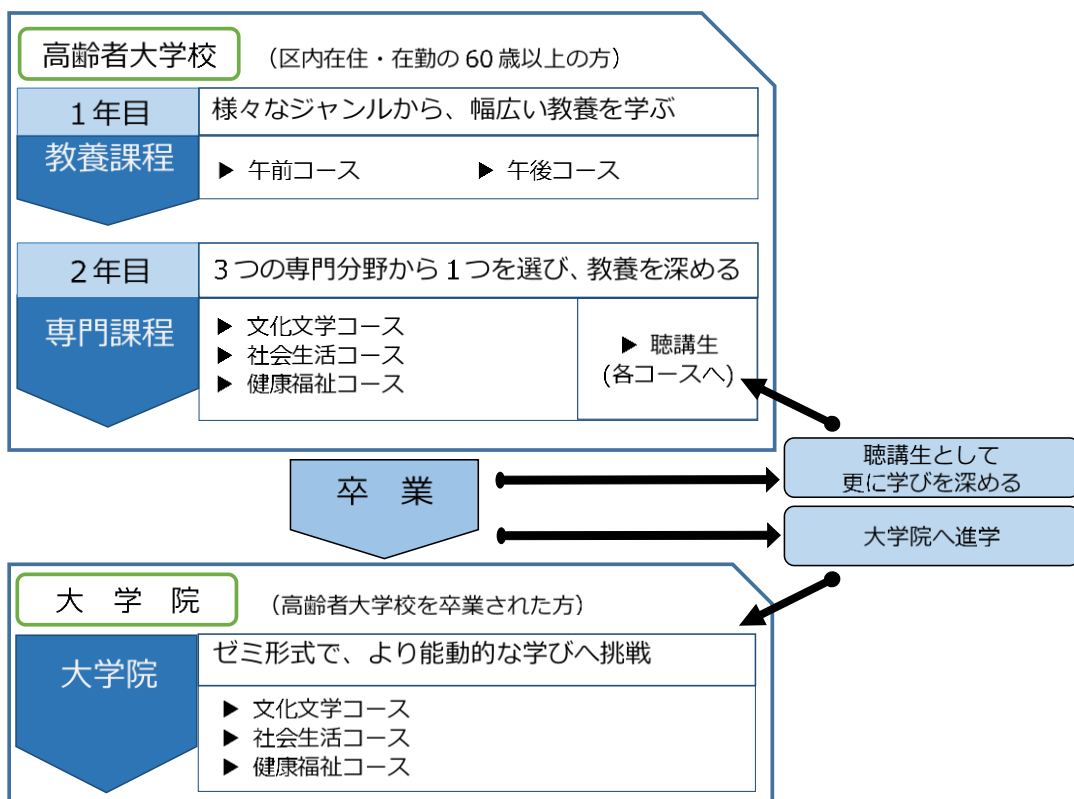 高齢者大学校
（区内在住・在勤の 60 歳以上の方）
１年目
様々なジャンルから、幅広い教養を学ぶ
教養課程
▶ 午前コース
▶ 午後コース
２年目
３つの専門分野から１つを選び、教養を深める
専門課程
▶ 文化文学コース
▶ 社会生活コース
▶ 健康福祉コース
▶ 聴講生
(各コースへ)
卒　業
聴講生として
更に学びを深める
大学院へ進学
大　学　院
（高齢者大学校を卒業された方）
大学院
ゼミ形式で、より能動的な学びへ挑戦
▶ 文化文学コース
▶ 社会生活コース
▶ 健康福祉コース